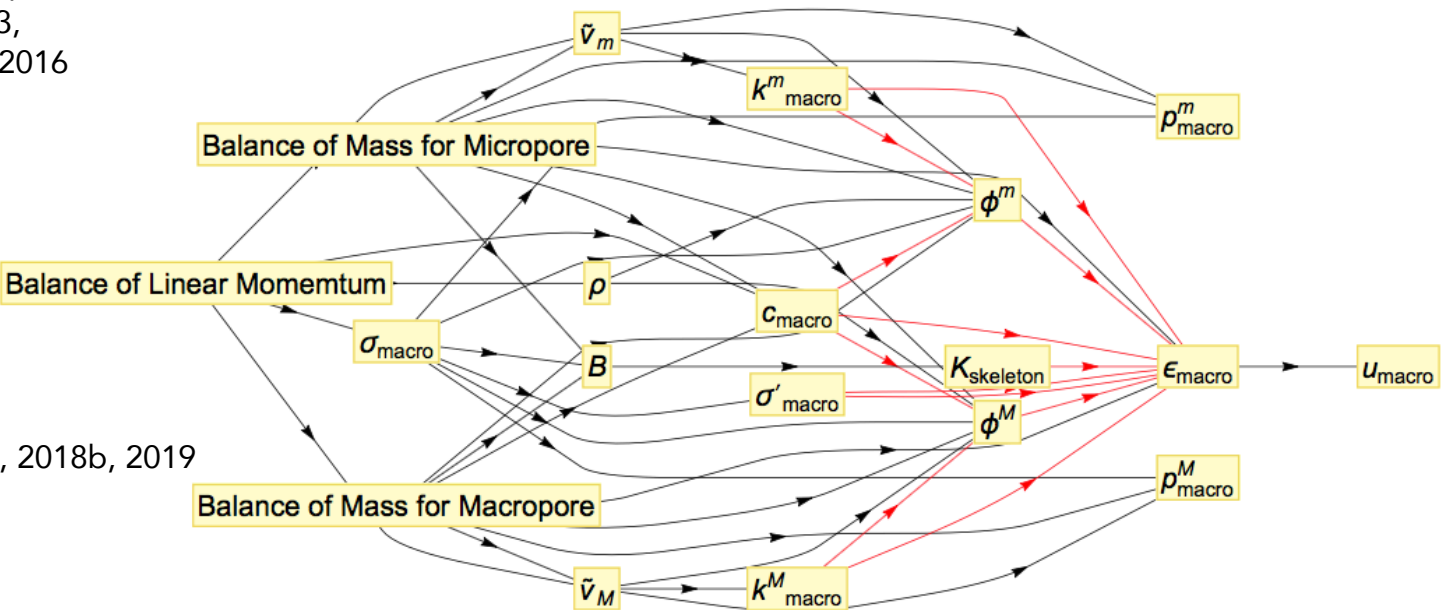 3,
2016
ṽₘ
kᵐmacro
pᵐmacro
Balance of Mass for Micropore
ϕᵐ
Balance of Linear Momemtum
ρ
cmacro
σmacro
B
Kskeleton
ϵmacro
umacro
σ′macro
ϕᴹ
, 2018b, 2019
pᴹmacro
Balance of Mass for Macropore
ṽM
kᴹmacro